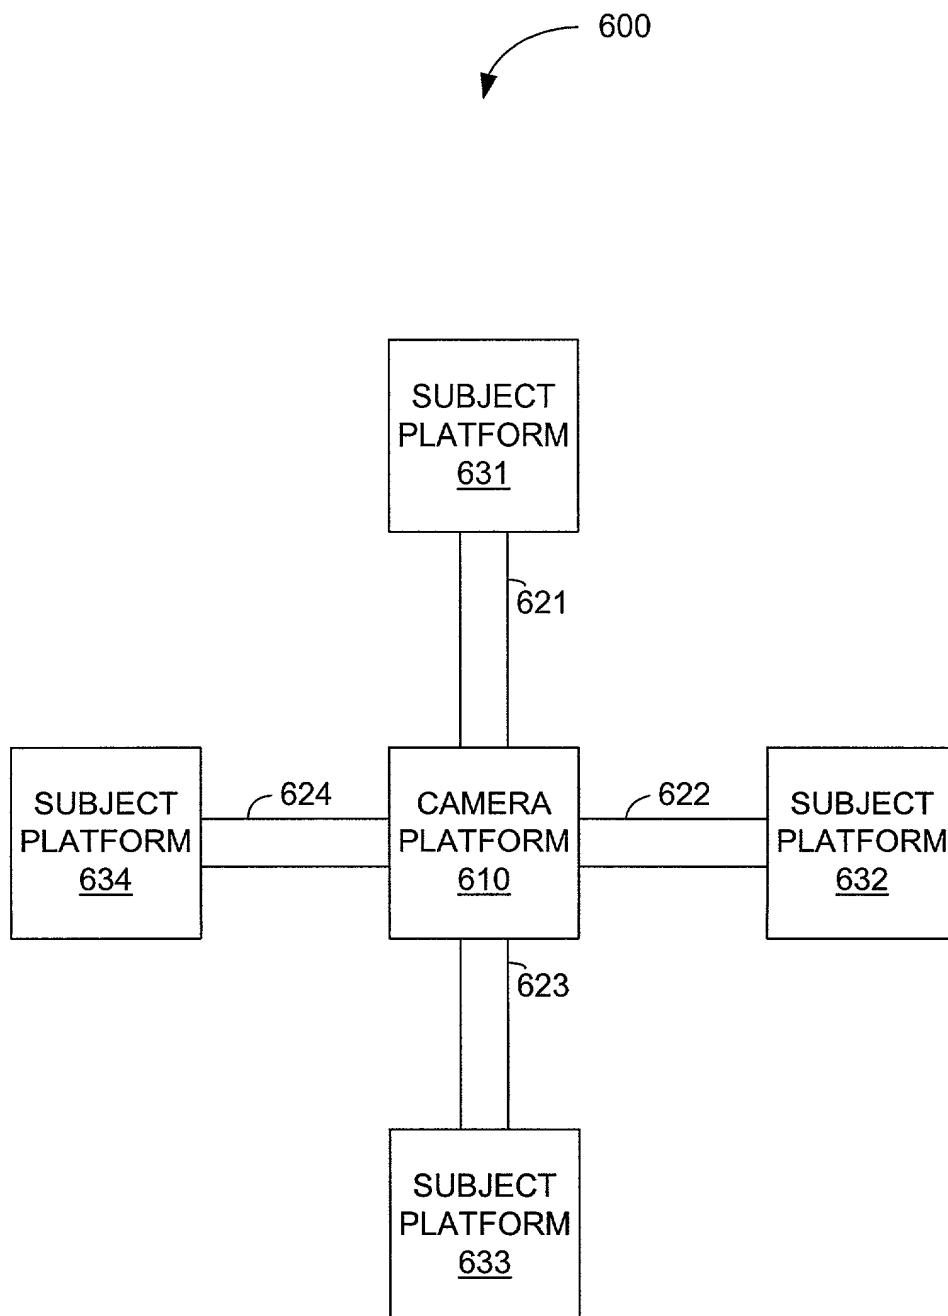 600
SUBJECT
PLATFORM
631
621
SUBJECT
PLATFORM
634
624
CAMERA
PLATFORM
610
622
SUBJECT
PLATFORM
632
623
SUBJECT
PLATFORM
633